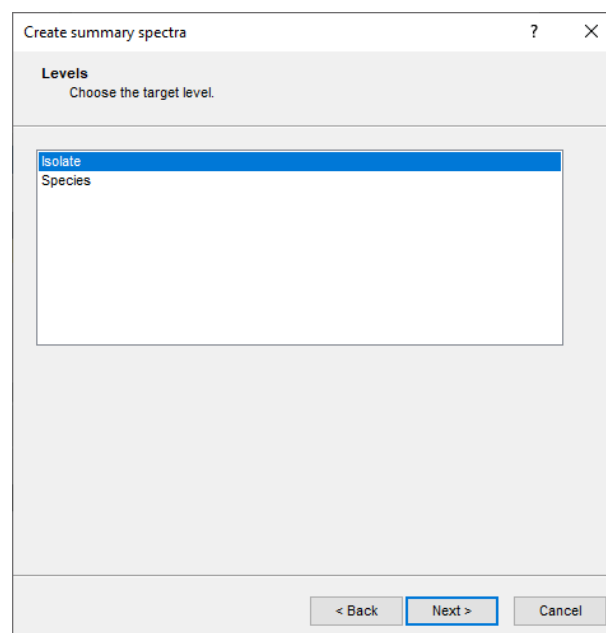 Create summary spectra ?
Levels
Choose the target level.
Isolate
Species
< Back Next > Cancel